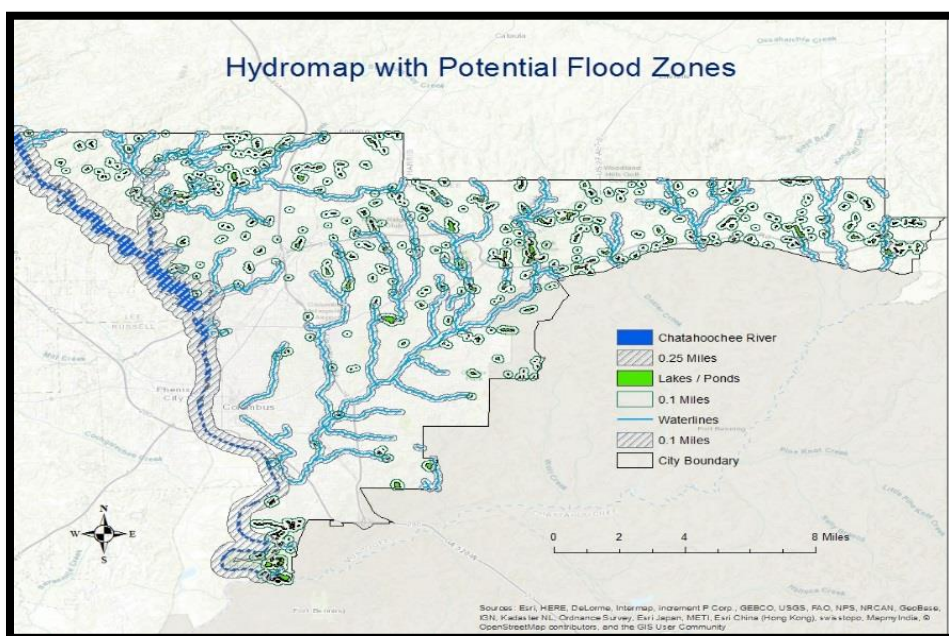 Hydromap with Potential Flood Zones
Cataula
RUSSELL
Phenix
City
Columbus
Chatahoochee River
0.25 Miles
Lakes / Ponds
0.1 Miles
Waterlines
0.1 Miles
City Boundary
N
W
E
S
0
2
4
8 Miles
Fort Benning
Sources: Esri, HERE, DeLorme, Intermap, increment P Corp., GEBCO, USGS, FAO, NPS, NRCAN, GeoBase,
IGN, Kadaster NL, Ordnance Survey, Esri Japan, METI, Esri China (Hong Kong), swisstopo, MapmyIndia, ©
OpenStreetMap contributors, and the GIS User Community